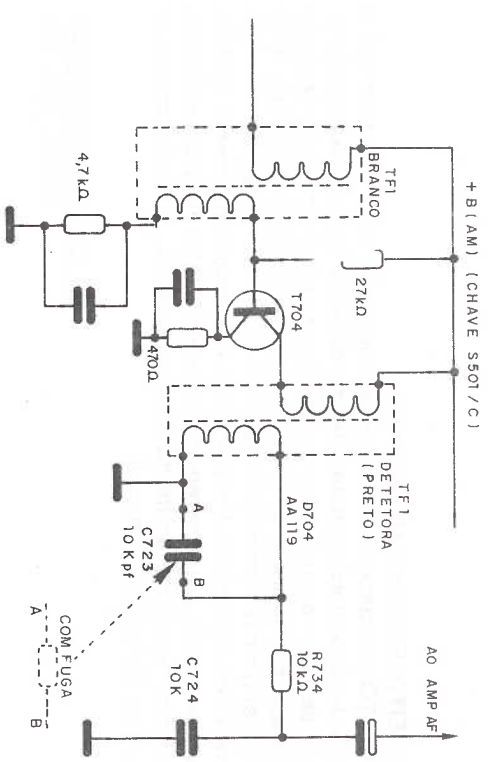 +B(AM) (CHAVE S501/C)
TF1
BRANCO
4,7kΩ
27kΩ
T704
470Ω
TF1
DETETORA
(PRETO)
D704
AA119
A
B
C723
10Kpf
COM FUGA
A
B
R734
10kΩ
C724
10K
AO AMP AF